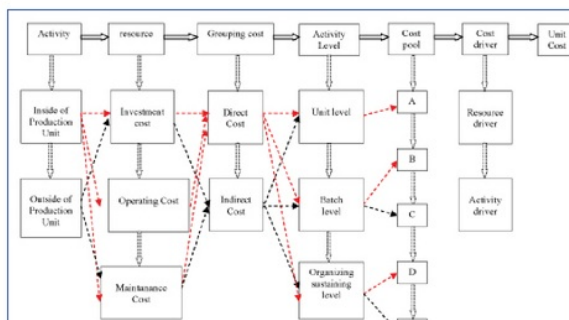 Activity
resource
Grouping cost
Activity
Level
Cost
pool
Cost
driver
Unit
Cost
Inside of
Production
Unit
Investment
cost
Direct
Cost
Unit level
A
Resource
driver
B
Outside of
Production
Unit
Operating Cost
Indirect
Cost
Batch
level
C
Activity
driver
Maintanance
Cost
Organizing
sustaining
level
D